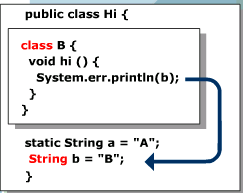 public class Hi {
class B {
void hi () {
System.err.println(b);
}
}
static String a = "A";
String b = "B";
}